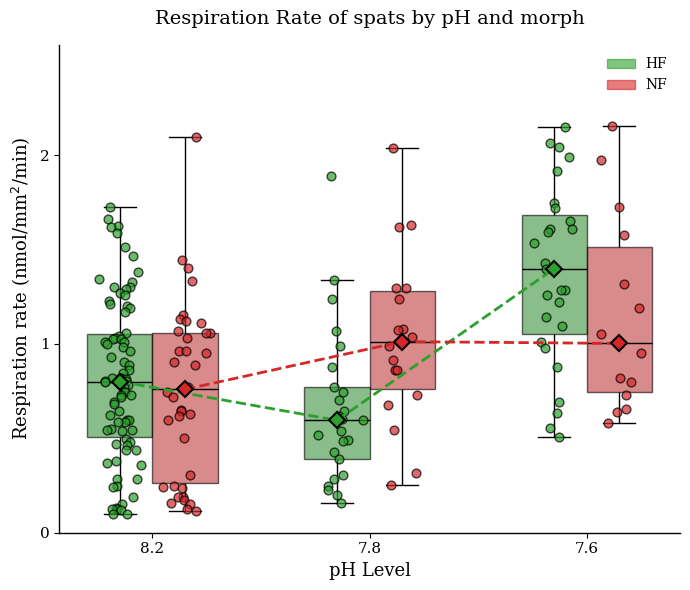 Respiration Rate of spats by pH and morph
HF
NF
Respiration rate (nmol/mm²/min)
2
1
0
8.2
7.8
7.6
pH Level